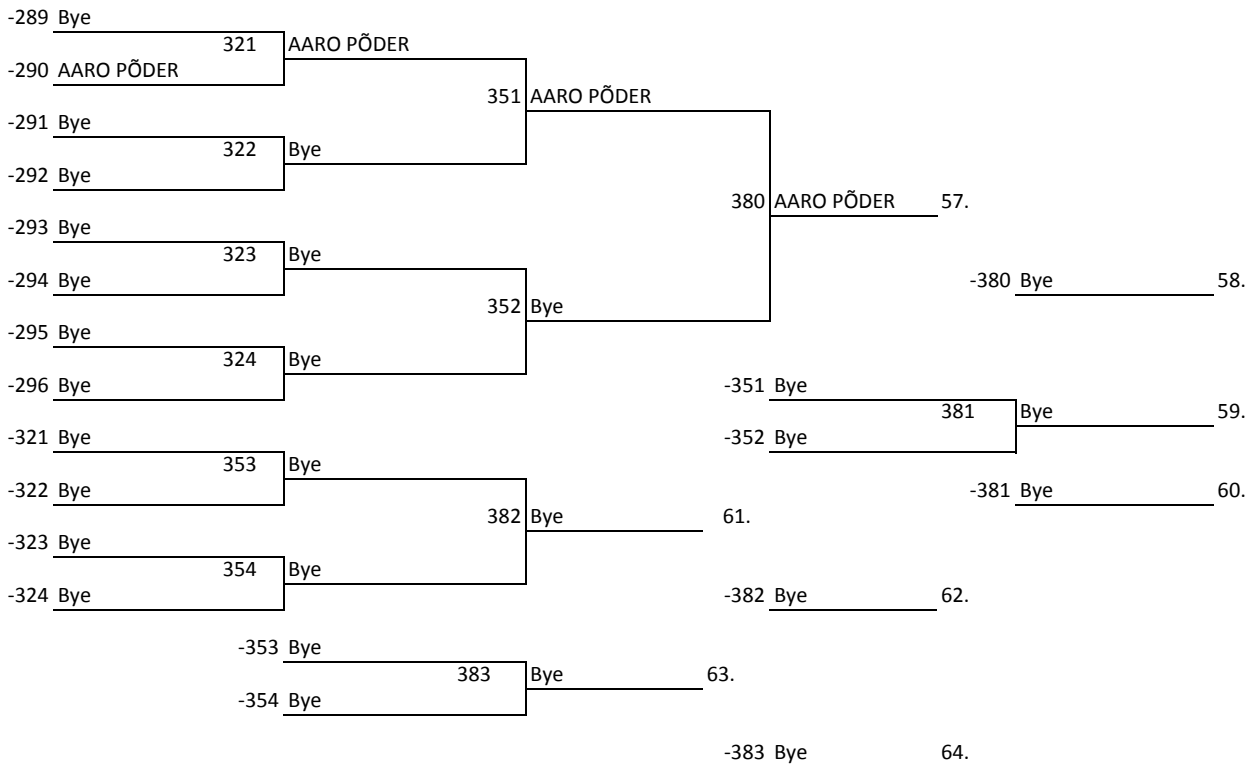 -289 Bye
321 AARO PÕDER
-290 AARO PÕDER
351 AARO PÕDER
-291 Bye
322 Bye
-292 Bye
380 AARO PÕDER 57.
-293 Bye
323 Bye
-294 Bye
-380 Bye 58.
352 Bye
-295 Bye
324 Bye
-296 Bye
-351 Bye
381 Bye 59.
-321 Bye
-352 Bye
353 Bye
-322 Bye
-381 Bye 60.
382 Bye 61.
-323 Bye
354 Bye
-324 Bye
-382 Bye 62.
-353 Bye
383 Bye 63.
-354 Bye
-383 Bye 64.